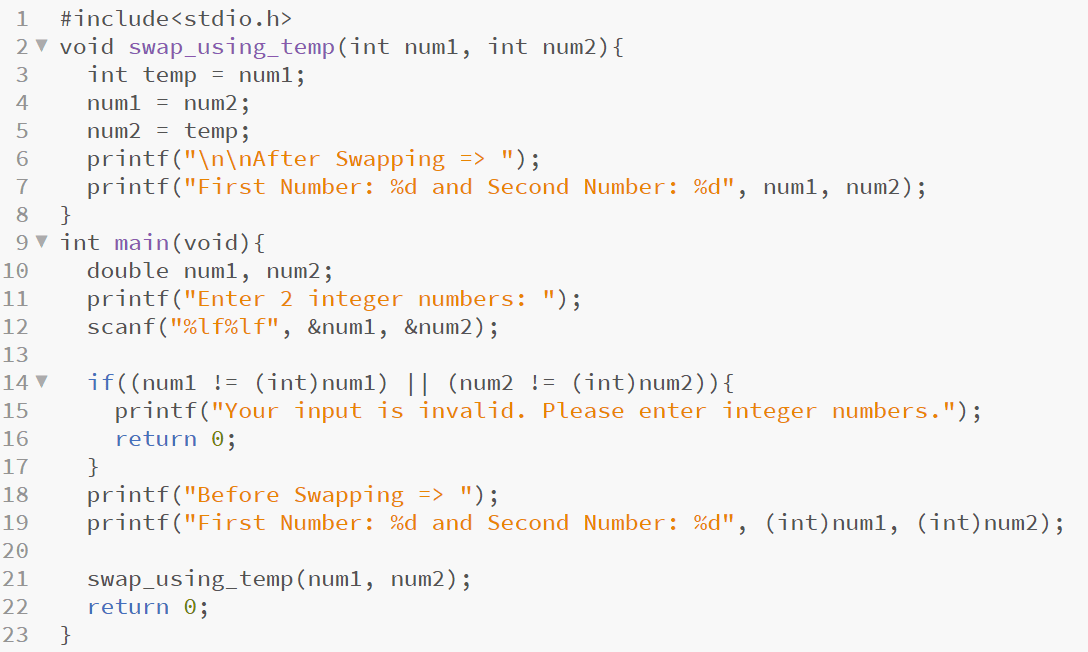 1 #include<stdio.h>
2 ▼ void swap_using_temp(int num1, int num2){
3   int temp = num1;
4   num1 = num2;
5   num2 = temp;
6   printf("\n\nAfter Swapping => ");
7   printf("First Number: %d and Second Number: %d", num1, num2);
8 }
9 ▼ int main(void){
10   double num1, num2;
11   printf("Enter 2 integer numbers: ");
12   scanf("%lf%lf", &num1, &num2);
13
14 ▼   if((num1 != (int)num1) || (num2 != (int)num2)){
15     printf("Your input is invalid. Please enter integer numbers.");
16     return 0;
17   }
18   printf("Before Swapping => ");
19   printf("First Number: %d and Second Number: %d", (int)num1, (int)num2);
20
21   swap_using_temp(num1, num2);
22   return 0;
23 }